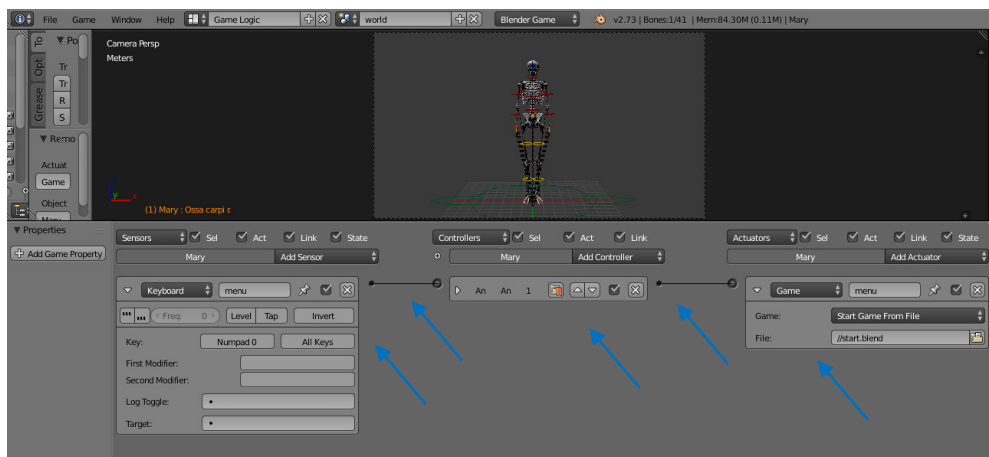 File Game Window Help Game Logic world Blender Game v2.73 | Bones:1/41 | Mem:84.30M (0.11M) | Mary
To
Opt
Grease
Po
Tr
Tr
R
S
Remo
Actuat
Game
Object
Camera Persp
Meters
y x
(1) Mary : Ossa carpi r.
Properties
Add Game Property
Sensors Sel Act Link State
Mary Add Sensor
Keyboard menu
Freq: 0 Level Tap Invert
Key: Numpad 0 All Keys
First Modifier:
Second Modifier:
Log Toggle:
Target:
Controllers Sel Act Link
Mary Add Controller
An An 1
Actuators Sel Act Link State
Mary Add Actuator
Game menu
Game: Start Game From File
File: //start.blend